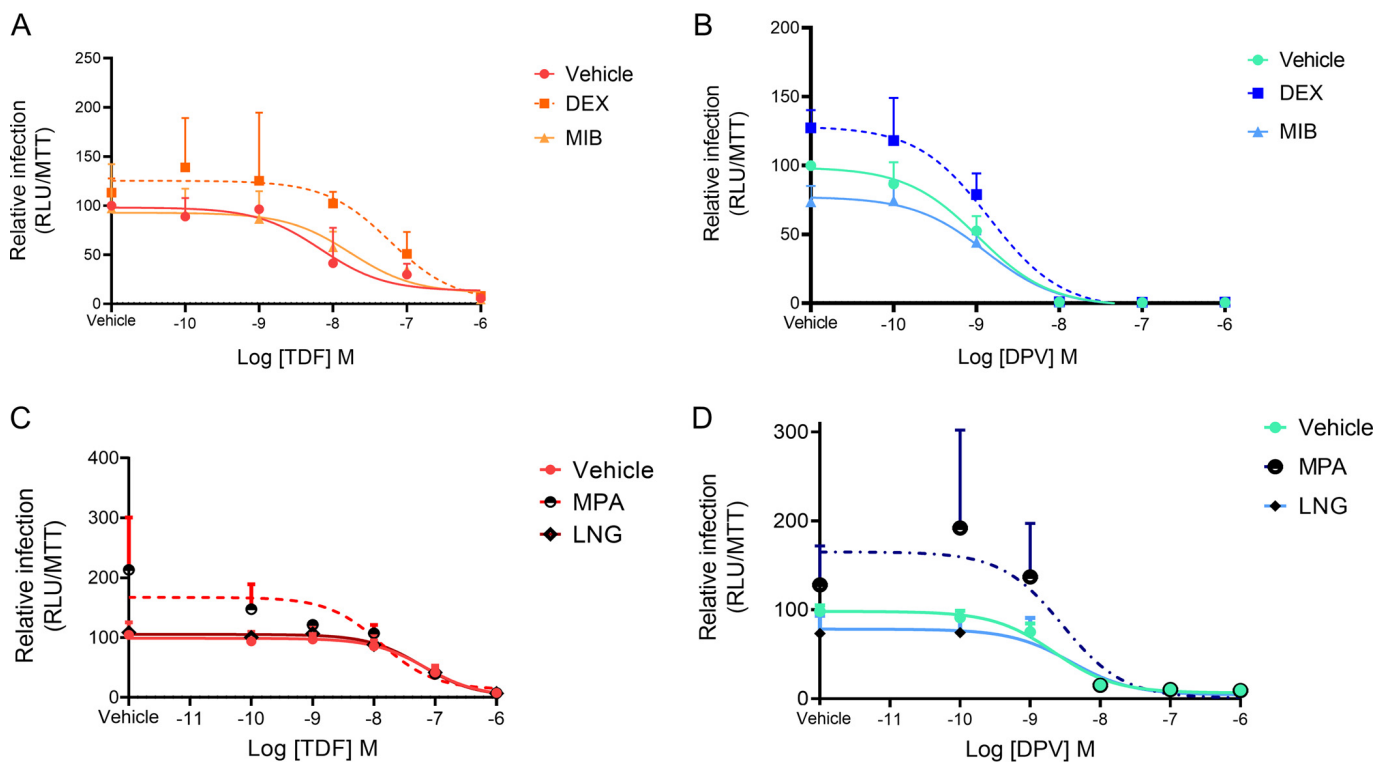 A
Relative infection
(RLU/MTT)
250
200
150
100
50
0
Vehicle -10 -9 -8 -7 -6
Log [TDF] M
Vehicle
DEX
MIB
B
Relative infection
(RLU/MTT)
200
150
100
50
0
Vehicle -10 -9 -8 -7 -6
Log [DPV] M
Vehicle
DEX
MIB
C
Relative infection
(RLU/MTT)
400
300
200
100
0
Vehicle -11 -10 -9 -8 -7 -6
Log [TDF] M
Vehicle
MPA
LNG
D
Relative infection
(RLU/MTT)
300
200
100
0
Vehicle -11 -10 -9 -8 -7 -6
Log [DPV] M
Vehicle
MPA
LNG